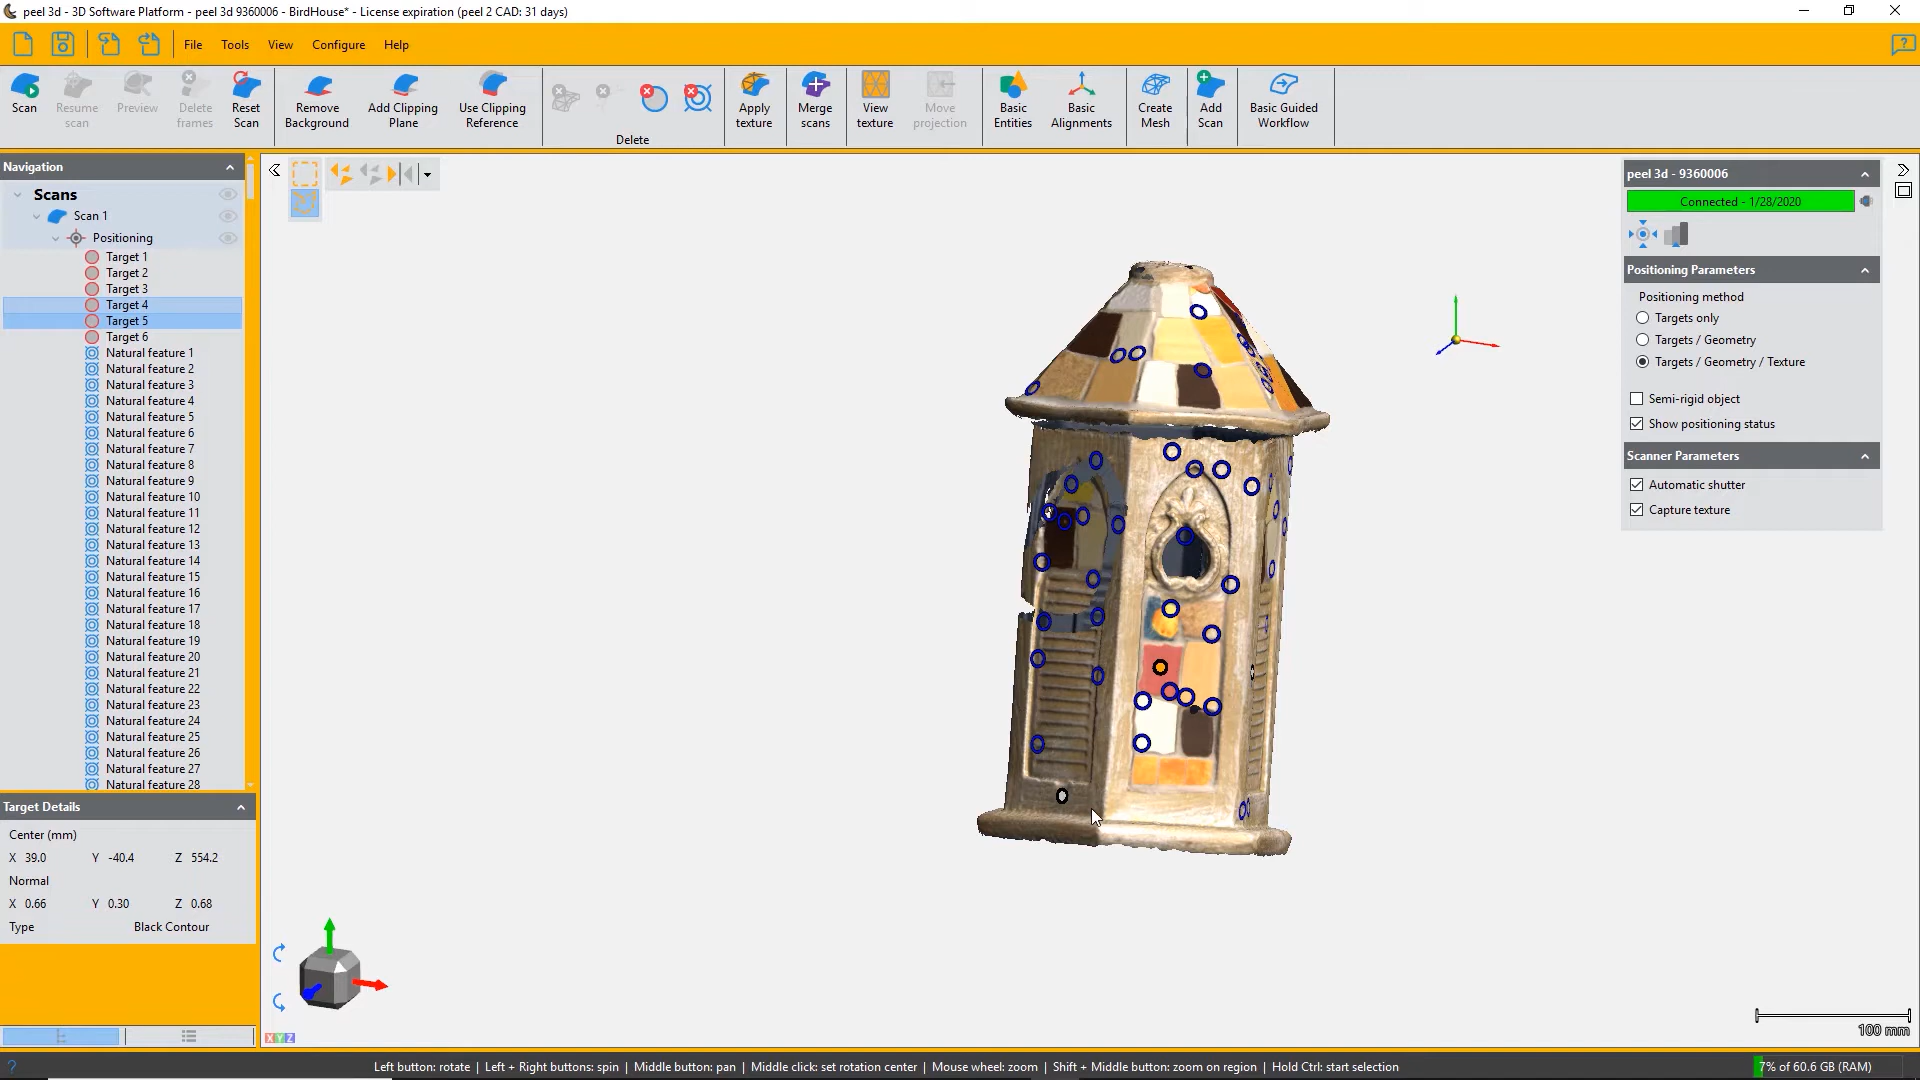 peel 3d - 3D Software Platform - peel 3d 9360006 - BirdHouse* - License expiration (peel 2 CAD: 31 days)
File Tools View Configure Help
Scan
Resume scan
Preview
Delete frames
Reset Scan
Remove Background
Add Clipping Plane
Use Clipping Reference
Delete
Apply texture
Merge scans
View texture
Move projection
Basic Entities
Basic Alignments
Create Mesh
Add Scan
Basic Guided Workflow
Navigation
Scans
Scan 1
Positioning
Target 1
Target 2
Target 3
Target 4
Target 5
Target 6
Natural feature 1
Natural feature 2
Natural feature 3
Natural feature 4
Natural feature 5
Natural feature 6
Natural feature 7
Natural feature 8
Natural feature 9
Natural feature 10
Natural feature 11
Natural feature 12
Natural feature 13
Natural feature 14
Natural feature 15
Natural feature 16
Natural feature 17
Natural feature 18
Natural feature 19
Natural feature 20
Natural feature 21
Natural feature 22
Natural feature 23
Natural feature 24
Natural feature 25
Natural feature 26
Natural feature 27
Natural feature 28
Target Details
Center (mm)
X 39.0 Y -40.4 Z 554.2
Normal
X 0.66 Y 0.30 Z 0.68
Type Black Contour
XYZ
peel 3d - 9360006
Connected - 1/28/2020
Positioning Parameters
Positioning method
Targets only
Targets / Geometry
Targets / Geometry / Texture
Semi-rigid object
Show positioning status
Scanner Parameters
Automatic shutter
Capture texture
100 mm
Left button: rotate | Left + Right buttons: spin | Middle button: pan | Middle click: set rotation center | Mouse wheel: zoom | Shift + Middle button: zoom on region | Hold Ctrl: start selection
7% of 60.6 GB (RAM)